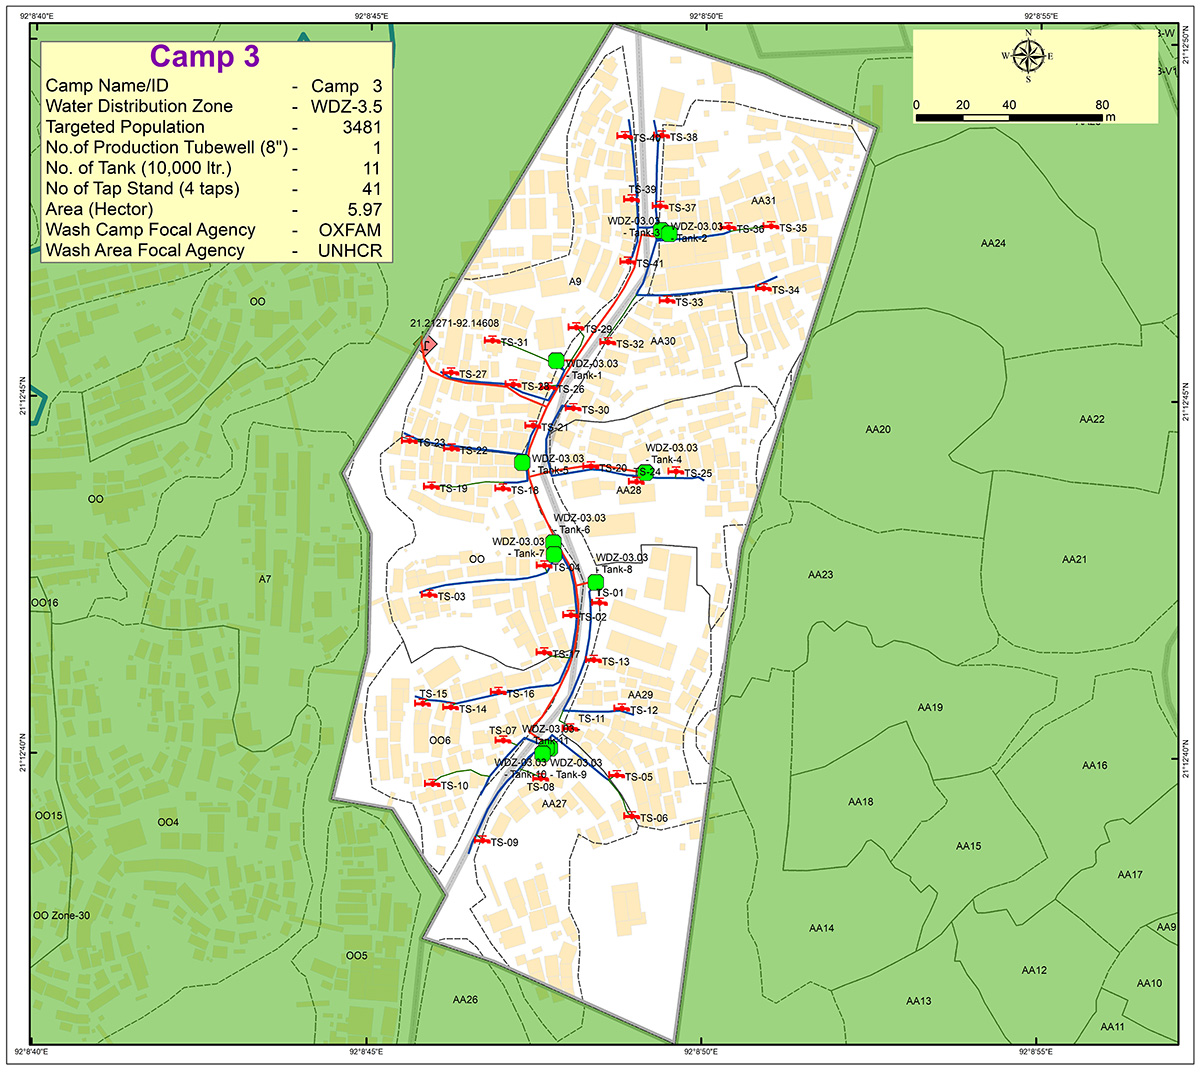 92°8'40"E
92°8'45"E
92°8'50"E
92°8'55"E
Camp 3
Camp Name/ID - Camp 3
Water Distribution Zone - WDZ-3.5
Targeted Population - 3481
No.of Production Tubewell (8") - 1
No. of Tank (10,000 ltr.) - 11
No of Tap Stand (4 taps) - 41
Area (Hector) - 5.97
Wash Camp Focal Agency - OXFAM
Wash Area Focal Agency - UNHCR
N
W E
S
0 20 40 80 m
21°12'50"N
TS-40
TS-38
TS-39
AA31
TS-37
WDZ-03.03
- Tank-3
WDZ-03.03
- Tank-2
TS-36
TS-35
AA24
TS-41
A9
TS-34
TS-33
OO
21.21271-92.14608
TS-29
TS-31
TS-32
AA30
WDZ-03.03
- Tank-1
TS-27
TS-28
TS-26
21°12'45"N
21°12'45"N
TS-30
TS-21
AA20
AA22
TS-23
TS-22
WDZ-03.03
- Tank-5
WDZ-03.03
- Tank-4
TS-20
TS-24
TS-25
TS-19
TS-18
AA28
OO
WDZ-03.03
- Tank-6
WDZ-03.03
- Tank-7
WDZ-03.03
- Tank-8
OO
TS-04
AA21
AA23
A7
TS-03
TS-01
OO16
TS-02
TS-17
TS-13
TS-15
TS-16
TS-14
AA29
TS-12
AA19
TS-11
TS-07
WDZ-03.03
- Tank-11
OO6
21°12'40"N
21°12'40"N
WDZ-03.03
- Tank-10
WDZ-03.03
- Tank-9
AA16
TS-10
TS-08
TS-05
AA27
AA18
TS-06
OO15
OO4
TS-09
AA15
AA17
OO Zone-30
AA14
AA9
OO5
AA12
AA10
AA26
AA13
AA11
92°8'40"E
92°8'45"E
92°8'50"E
92°8'55"E